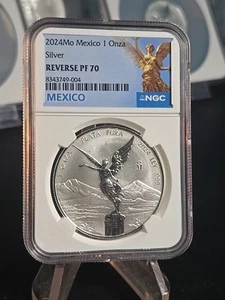 2024Mo Mexico 1 Onza
Silver
REVERSE PF 70
8343749-004
MEXICO
NGC
PLATA PURA